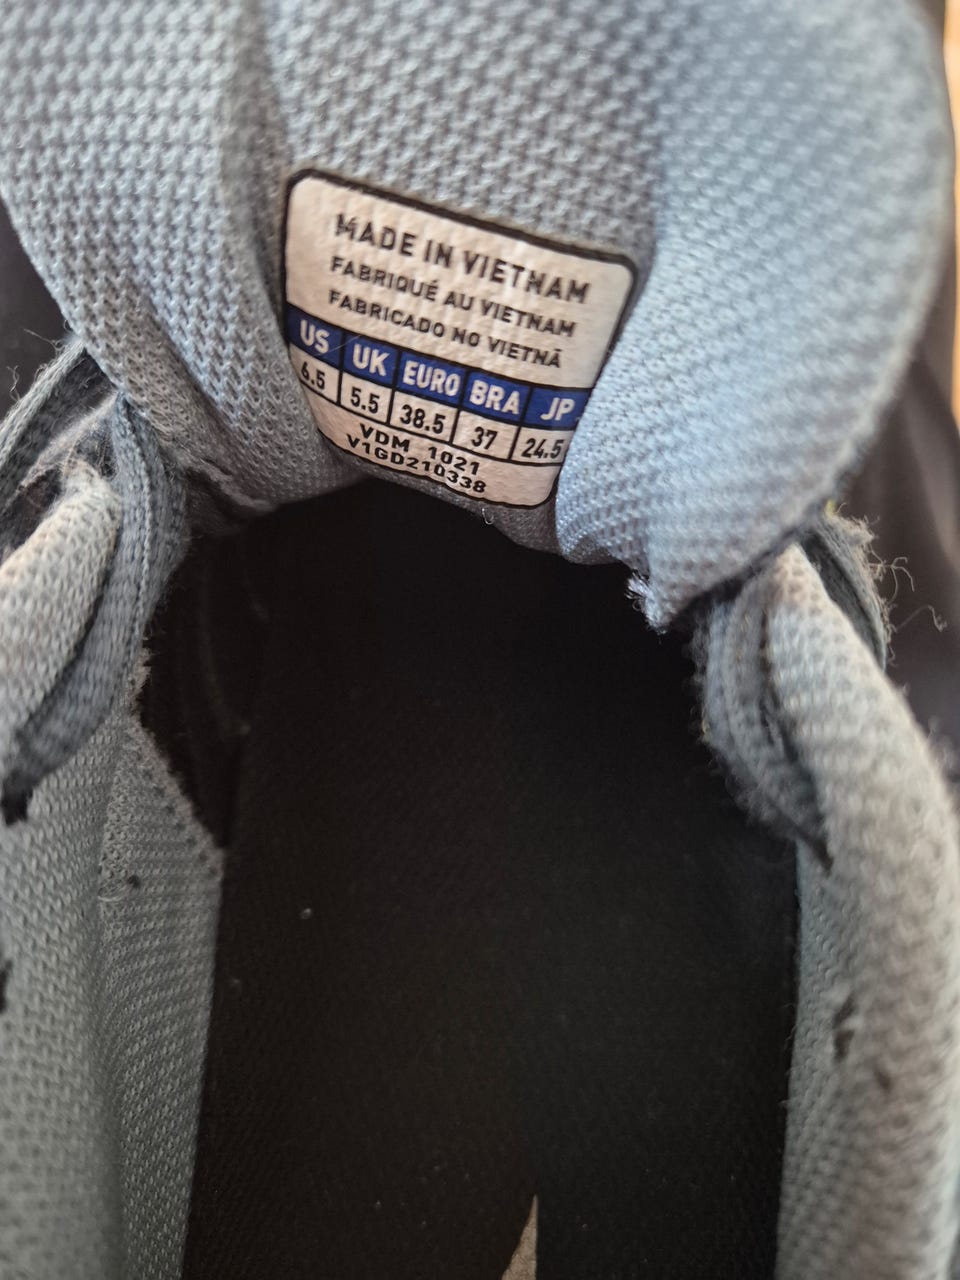 MADE IN VIETNAM
FABRIQUÉ AU VIETNAM
FABRICADO NO VIETNÃ
US UK EURO BRA JP
6.5 5.5 38.5 37 24.5
VDM 1021
V1GD210338